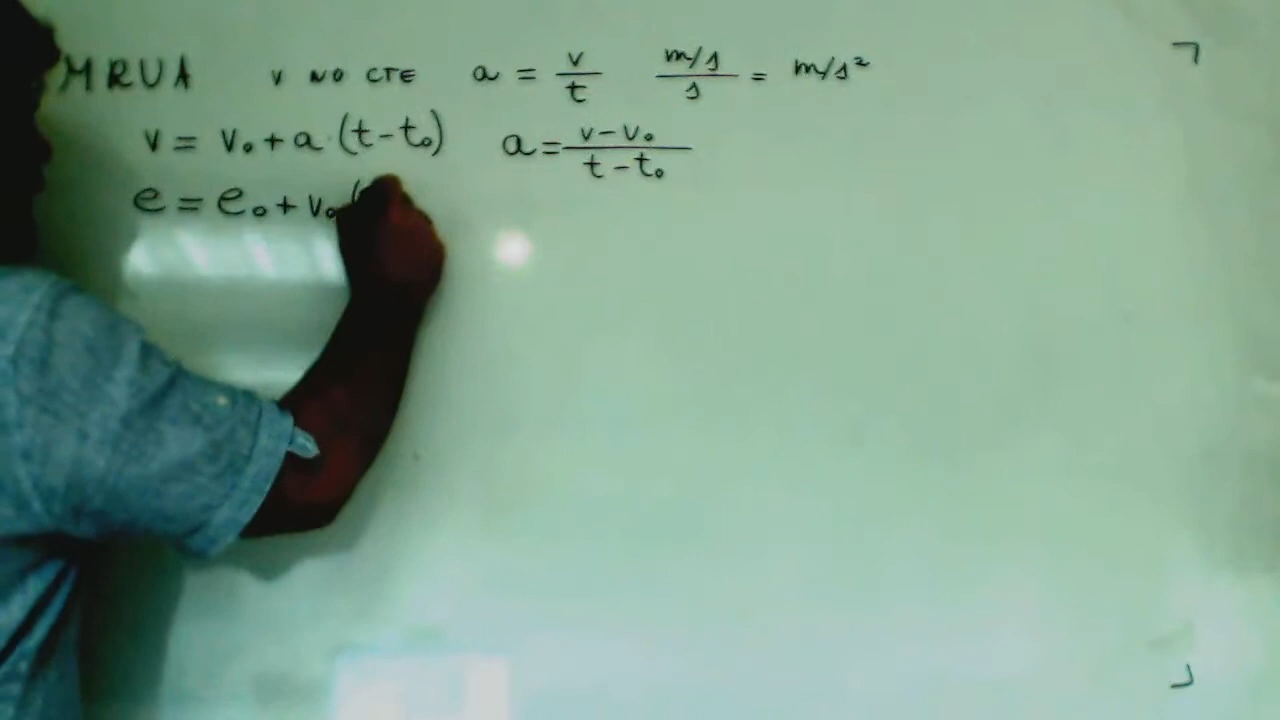 MRUA v NO CTE a = v/t m/s/s = m/s²
v = v₀ + a · (t - t₀) a = v - v₀ / t - t₀
e = e₀ + v₀ (